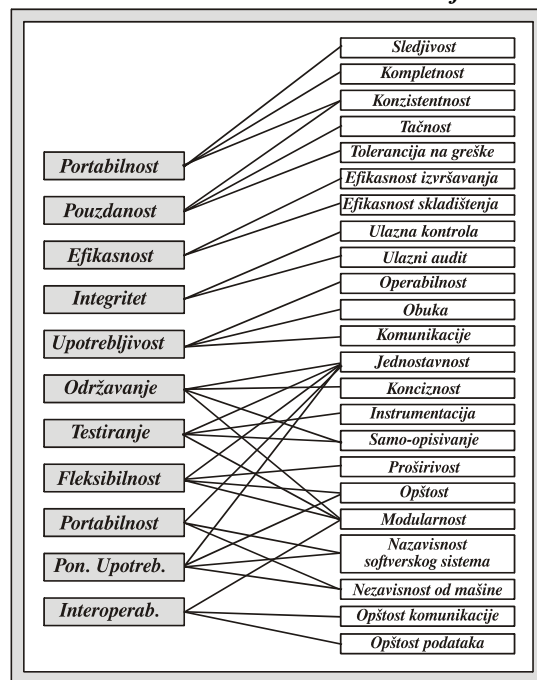 Portabilnost
Pouzdanost
Efikasnost
Integritet
Upotrebljivost
Održavanje
Testiranje
Fleksibilnost
Portabilnost
Pon. Upotreb.
Interoperab.
Sledjivost
Kompletnost
Konzistentnost
Tačnost
Tolerancija na greške
Efikasnost izvršavanja
Efikasnost skladištenja
Ulazna kontrola
Ulazni audit
Operabilnost
Obuka
Komunikacije
Jednostavnost
Konciznost
Instrumentacija
Samo-opisivanje
Proširivost
Opštost
Modularnost
Nazavisnost
softverskog sistema
Nezavisnost od mašine
Opštost komunikacije
Opštost podataka